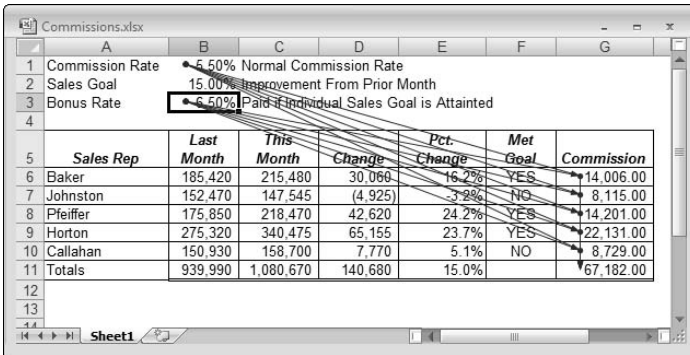 Commissions.xlsx
A B C D E F G
1 Commission Rate 5.50% Normal Commission Rate
2 Sales Goal 15.00% Improvement From Prior Month
3 Bonus Rate 6.50% Paid if Individual Sales Goal is Attainted
4
5 Sales Rep Last Month This Month Change Pct. Change Met Goal Commission
6 Baker 185,420 215,480 30,060 16.2% YES 14,006.00
7 Johnston 152,470 147,545 (4,925) -3.2% NO 8,115.00
8 Pfeiffer 175,850 218,470 42,620 24.2% YES 14,201.00
9 Horton 275,320 340,475 65,155 23.7% YES 22,131.00
10 Callahan 150,930 158,700 7,770 5.1% NO 8,729.00
11 Totals 939,990 1,080,670 140,680 15.0% 67,182.00
12
13
14
Sheet1